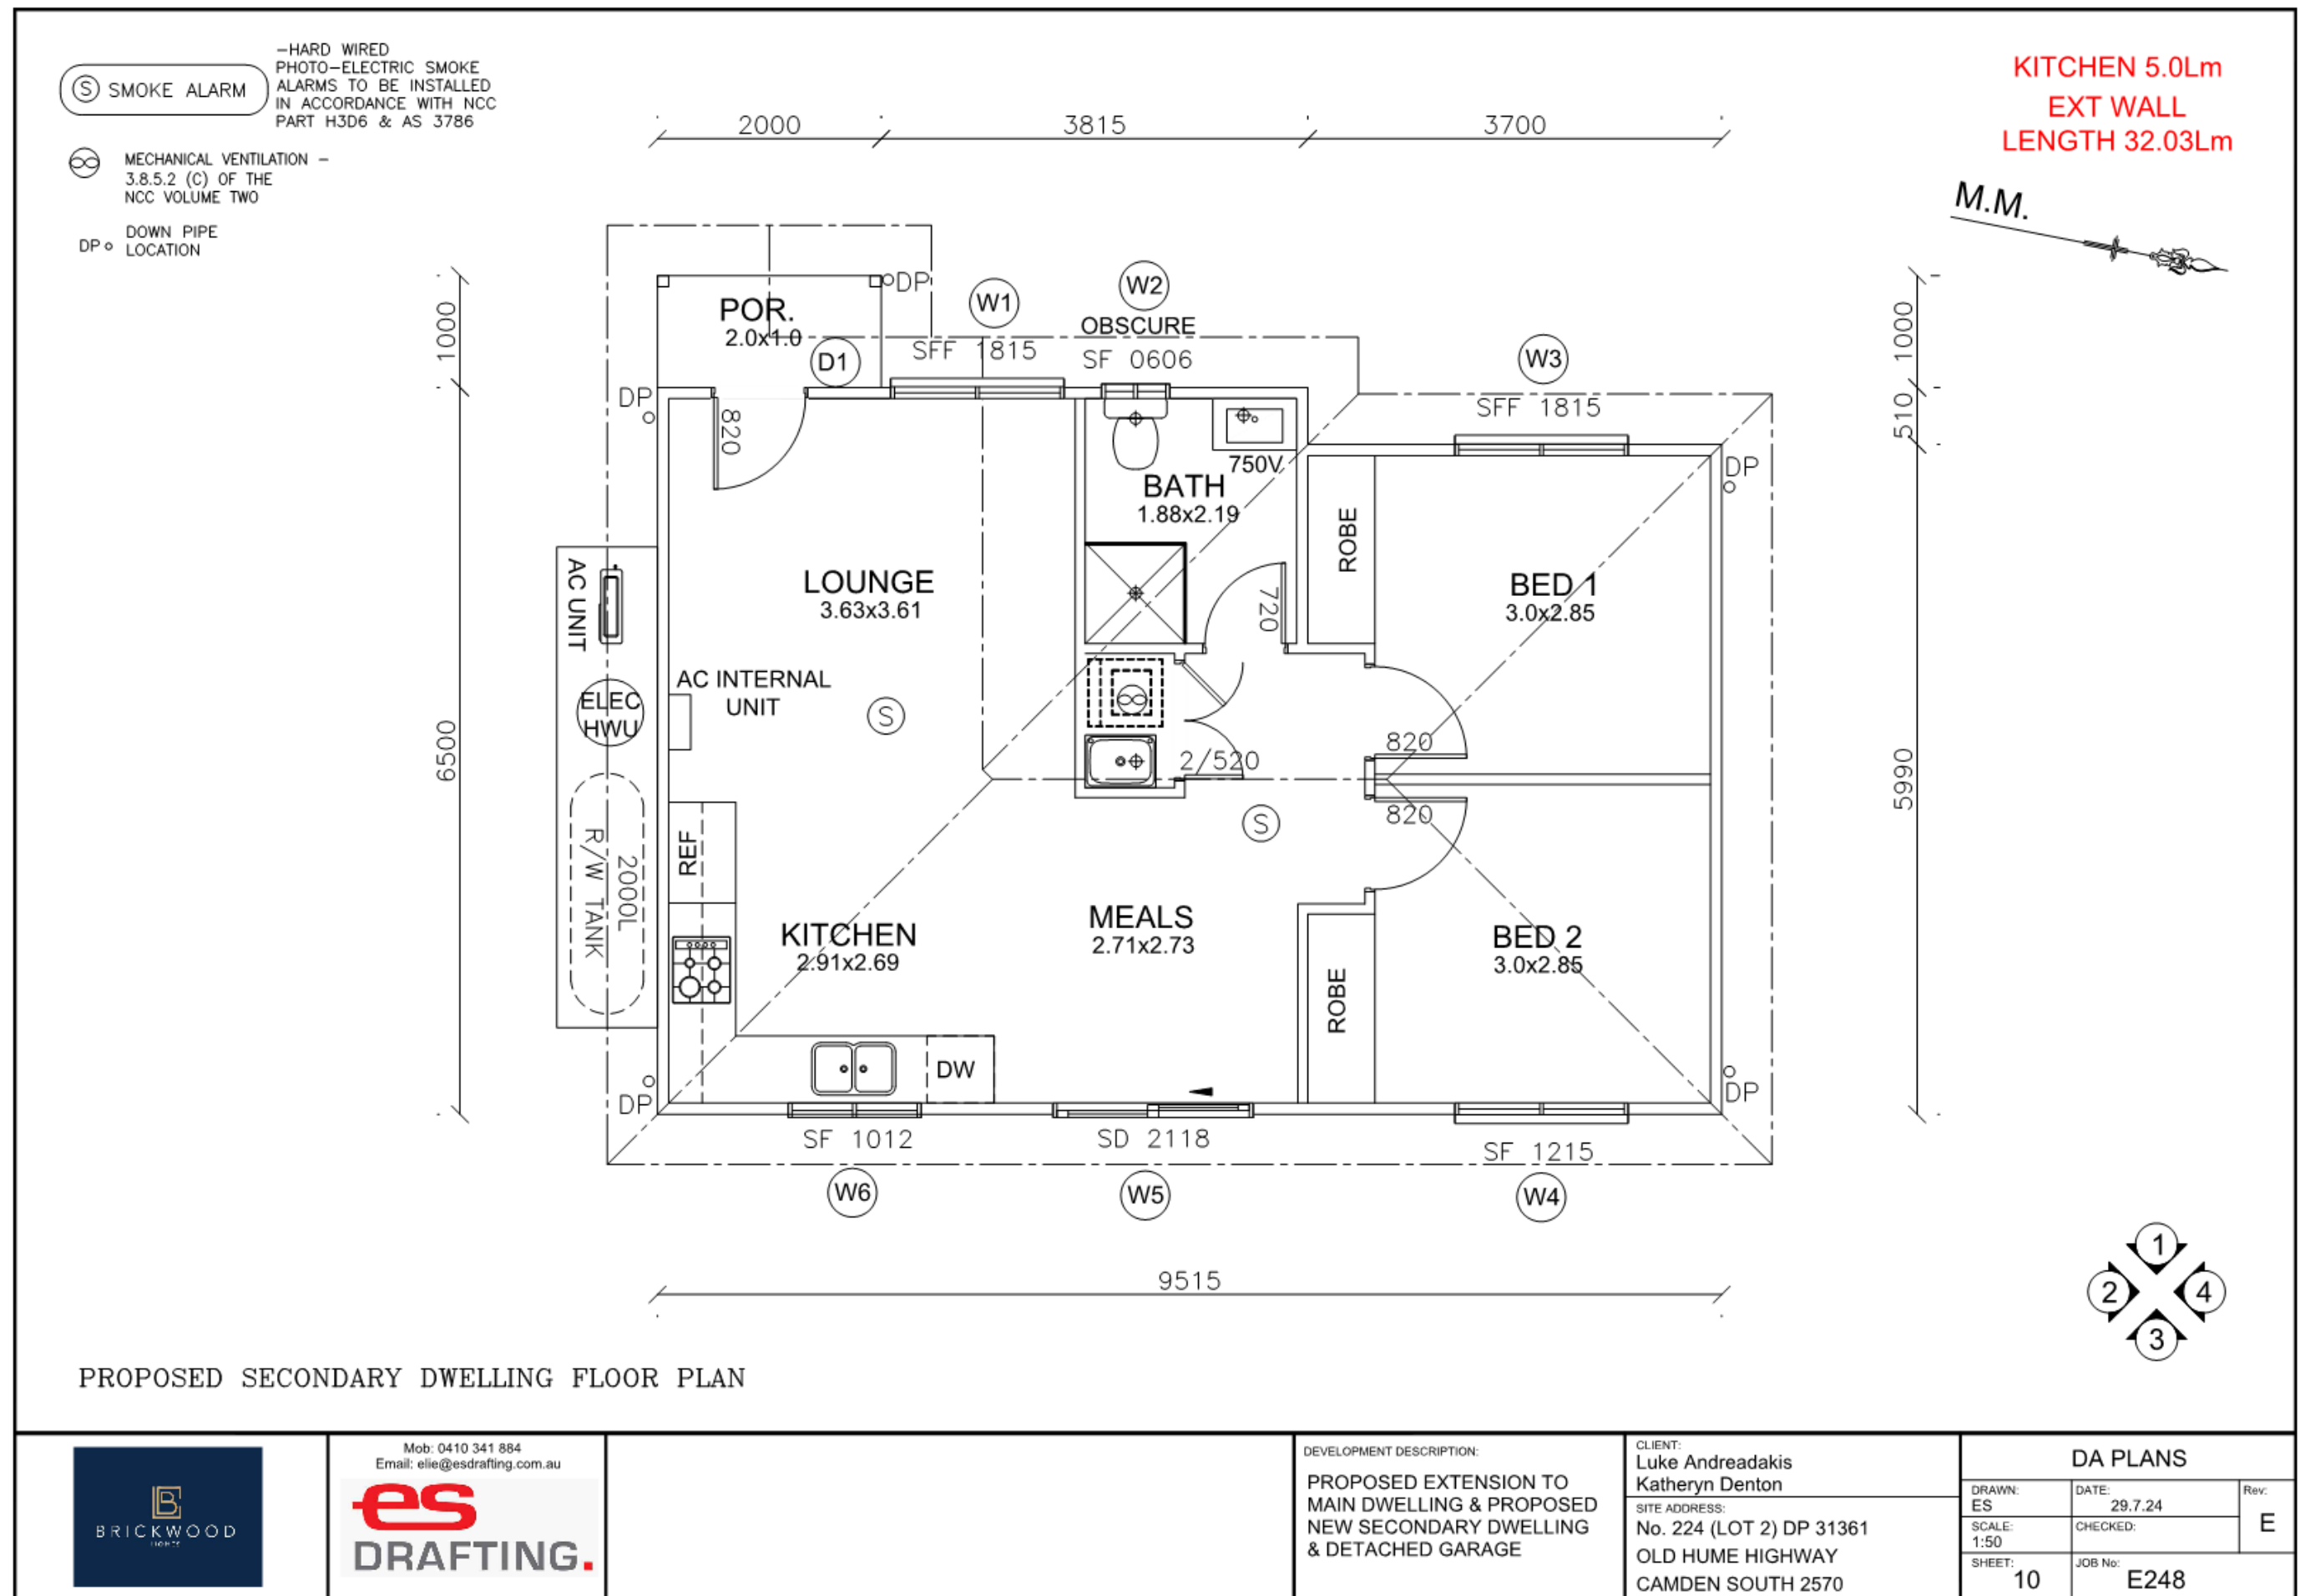 -HARD WIRED
PHOTO-ELECTRIC SMOKE
ALARMS TO BE INSTALLED
IN ACCORDANCE WITH NCC
PART H3D6 & AS 3786
S SMOKE ALARM
MECHANICAL VENTILATION -
3.8.5.2 (C) OF THE
NCC VOLUME TWO
DP DOWN PIPE
LOCATION
KITCHEN 5.0Lm
EXT WALL
LENGTH 32.03Lm
M.M.
2000 3815 3700
1000
6500
1000
510
5990
DP
POR.
2.0x1.0
D1
W1
SFF 1815
W2
OBSCURE
SF 0606
W3
SFF 1815
DP
820
750V
BATH
1.88x2.19
DP
ROBE
LOUNGE
3.63x3.61
720
BED 1
3.0x2.85
AC UNIT
AC INTERNAL
UNIT
ELEC
HWU
S
2/520
820
820
S
2000L
R/W TANK
REF
KITCHEN
2.91x2.69
MEALS
2.71x2.73
BED 2
3.0x2.85
ROBE
DW
DP
DP
SF 1012
SD 2118
SF 1215
W6
W5
W4
9515
1
2
4
3
PROPOSED SECONDARY DWELLING FLOOR PLAN
B
BRICKWOOD
HOMES
Mob: 0410 341 884
Email: elie@esdrafting.com.au
es
DRAFTING.
DEVELOPMENT DESCRIPTION:
PROPOSED EXTENSION TO
MAIN DWELLING & PROPOSED
NEW SECONDARY DWELLING
& DETACHED GARAGE
CLIENT:
Luke Andreadakis
Katheryn Denton
SITE ADDRESS:
No. 224 (LOT 2) DP 31361
OLD HUME HIGHWAY
CAMDEN SOUTH 2570
DA PLANS
DRAWN:
ES
DATE:
29.7.24
Rev:
E
SCALE:
1:50
CHECKED:
SHEET:
10
JOB No:
E248